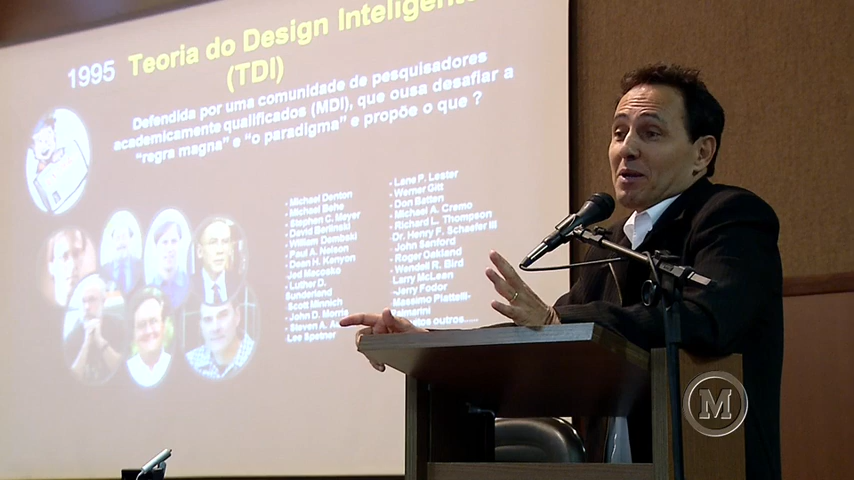 1995 Teoria do Design Inteligente
(TDI)
Defendida por uma comunidade de pesquisadores
academicamente qualificados (MDI), que ousa desafiar a
“regra magna” e “o paradigma” e propõe o que ?
- Michael Denton
- Michael Behe
- Stephen C. Meyer
- David Berlinski
- William Dembski
- Paul A. Nelson
- Dean H. Kenyon
- Jed Macosko
- Luther D.
Sunderland
Scott Minnich
- John D. Morris
- Steven A.
Lee Spetner
- Lane P. Lester
- Werner Gitt
- Don Batten
- Michael A. Cremo
- Richard L. Thompson
- Dr. Henry F. Schaefer III
- John Sanford
- Roger Oakland
- Wendell R. Bird
- Larry McLean
- Jerry Fodor
- Massimo Piattelli-
outros.....
M